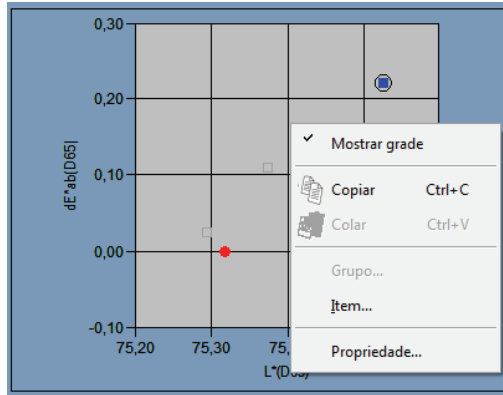 0,30
0,20
0,10
0,00
-0,10
dE*ab(D65)
75,20 75,30 75,
L*(D
Mostrar grade
Copiar Ctrl+C
Colar Ctrl+V
Grupo...
Item...
Propriedade...